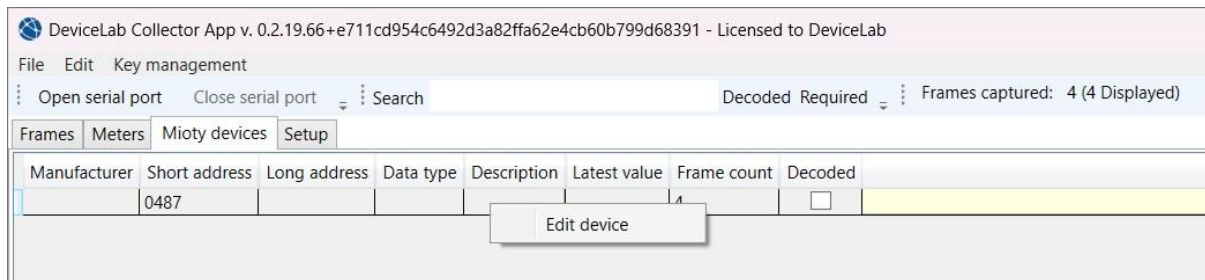 DeviceLab Collector App v. 0.2.19.66+e711cd954c6492d3a82ffa62e4cb60b799d68391 - Licensed to DeviceLab
File Edit Key management
Open serial port Close serial port Search Decoded Required Frames captured: 4 (4 Displayed)
Frames Meters Mioty devices Setup
Manufacturer Short address Long address Data type Description Latest value Frame count Decoded
0487 4
Edit device